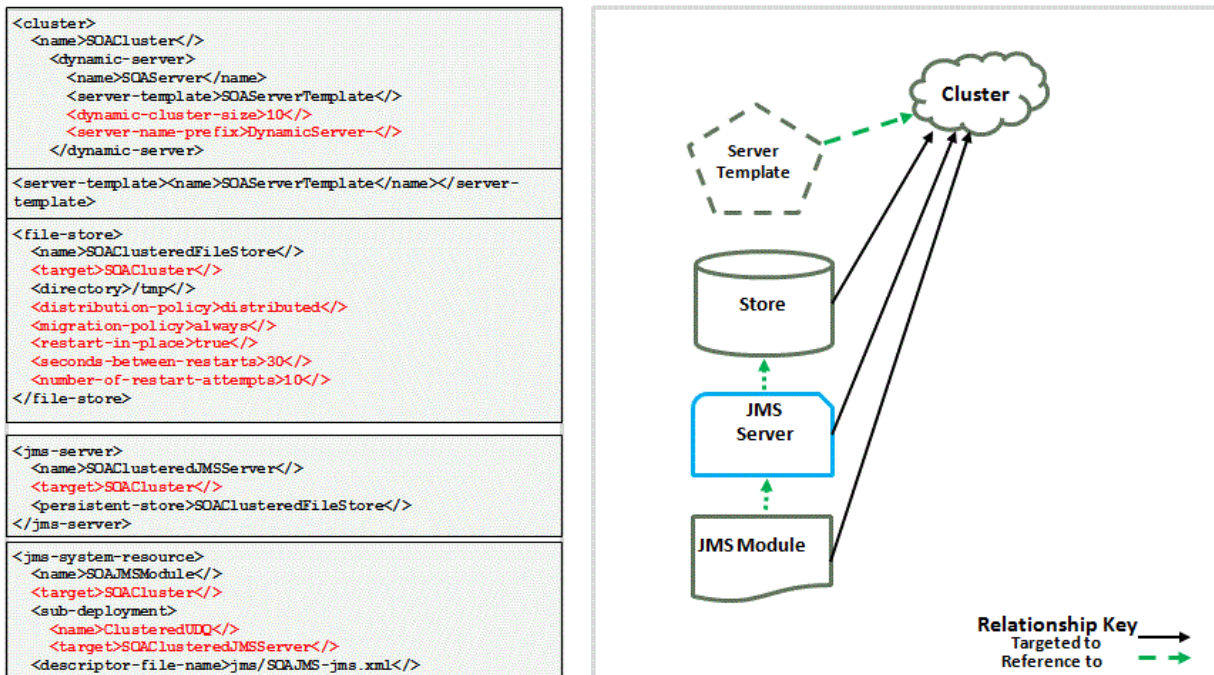 <cluster>
<name>SOACluster</>
<dynamic-server>
<name>SOAServer</name>
<server-template>SOAServerTemplate</>
<dynamic-cluster-size>10</>
<server-name-prefix>DynamicServer-</>
</dynamic-server>
<server-template><name>SOAServerTemplate</name></server-
template>
<file-store>
<name>SOAClusteredFileStore</>
<target>SOACluster</>
<directory>/tmp</>
<distribution-policy>distributed</>
<migration-policy>always</>
<restart-in-place>true</>
<seconds-between-restarts>30</>
<number-of-restart-attempts>10</>
</file-store>
<jms-server>
<name>SOAClusteredJMSServer</>
<target>SOACluster</>
<persistent-store>SOAClusteredFileStore</>
</jms-server>
<jms-system-resource>
<name>SOAJMSModule</>
<target>SOACluster</>
<sub-deployment>
<name>ClusteredUDQ</>
<target>SOAClusteredJMSServer</>
<descriptor-file-name>jms/SOAJMS-jms.xml</>
Cluster
Server
Template
Store
JMS
Server
JMS Module
Relationship Key
Targeted to
Reference to